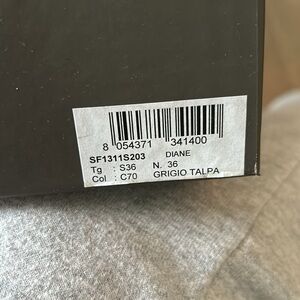 8 054371 341400
SF1311S203 DIANE
Tg : S36 N. 36
Col : C70 GRIGIO TALPA